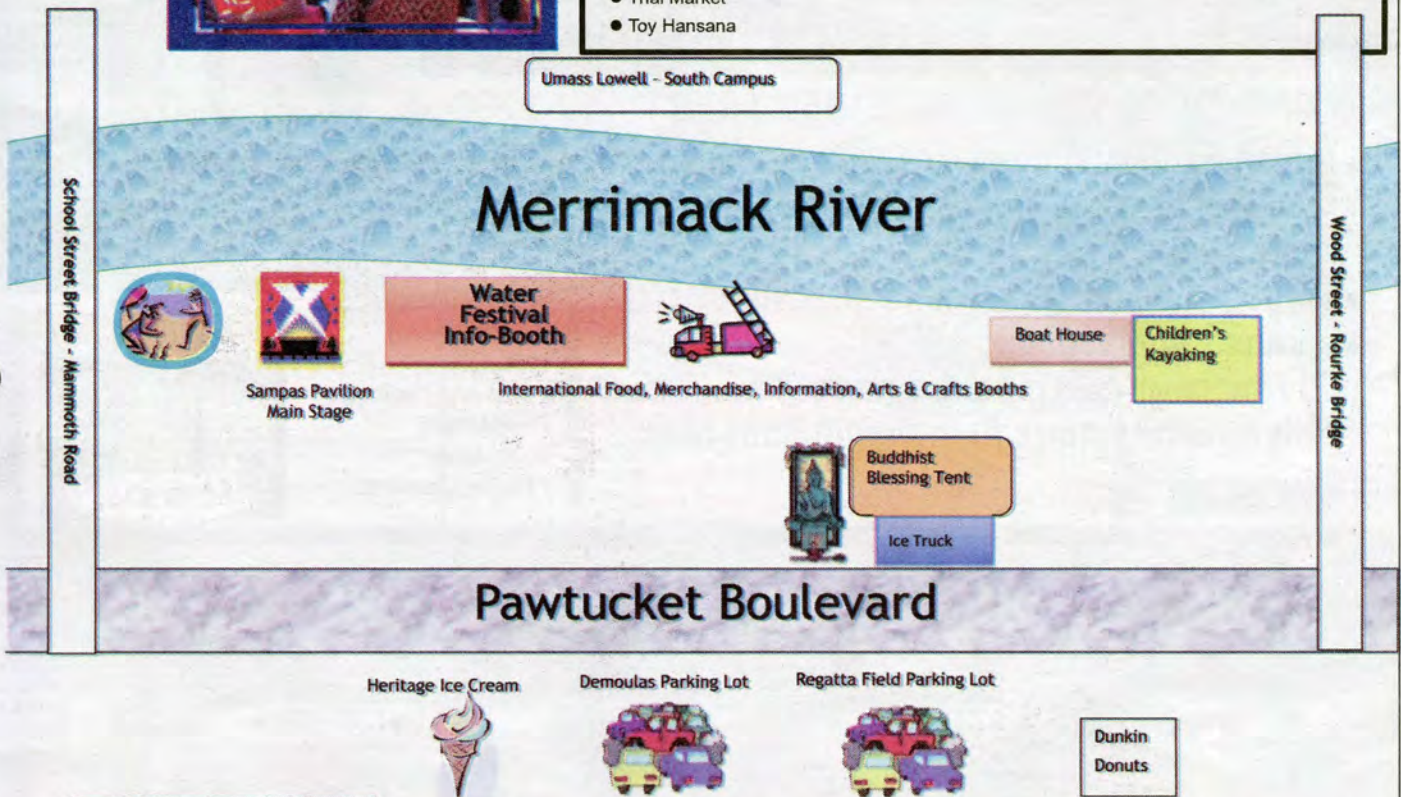 ● Thai Market
● Toy Hansana
Umass Lowell - South Campus
School Street Bridge - Mammoth Road
Merrimack River
Wood Street - Rourke Bridge
Water
Festival
Info-Booth
Boat House
Children's
Kayaking
Sampas Pavilion
Main Stage
International Food, Merchandise, Information, Arts & Crafts Booths
Buddhist
Blessing Tent
Ice Truck
Pawtucket Boulevard
Heritage Ice Cream
Demoulas Parking Lot
Regatta Field Parking Lot
Dunkin
Donuts